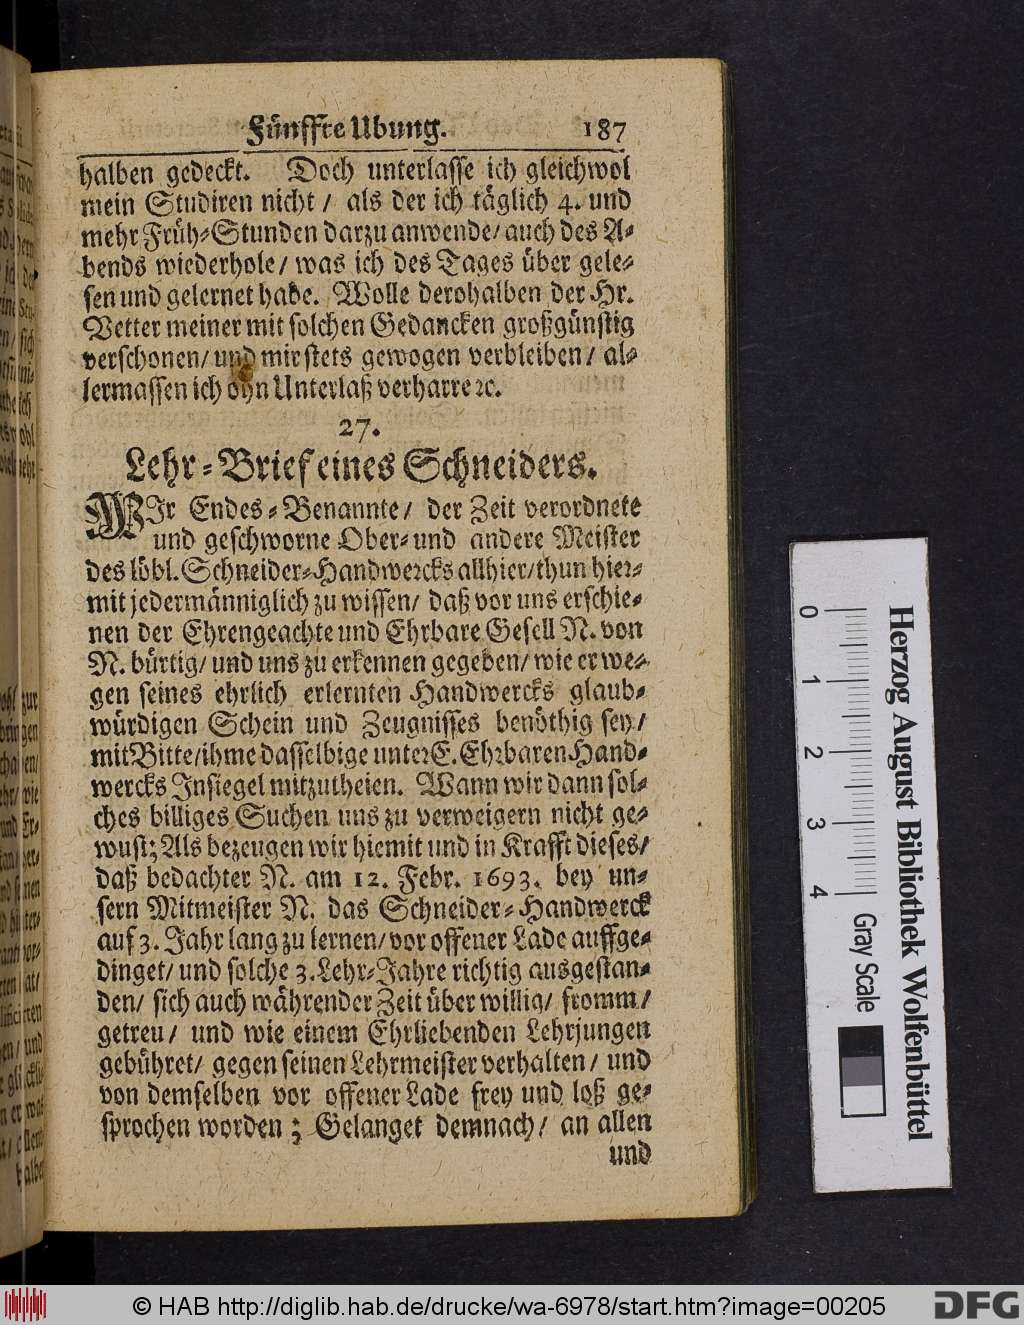 Fünffte Ubung. 187
halben gedeckt. Doch unterlasse ich gleichwol
mein Studiren nicht / als der ich täglich 4. und
mehr Früh-Stunden darzu anwende / auch des A-
bends wiederhole / was ich des Tages über gele-
sen und gelernet habe. Wolle derohalben der Hr.
Vetter meiner mit solchen Gedancken großgünstig
verschonen / und mir stets gewogen verbleiben / al-
lermassen ich ohn Unterlaß verharre ꝛc.
27.
Lehr-Brief eines Schneiders.
WIr Endes-Benannte / der Zeit verordnete
und geschworne Ober- und andere Meister
des löbl. Schneider-Handwercks allhier / thun hier-
mit jedermänniglich zu wissen / daß vor uns erschie-
nen der Ehrengeachte und Ehrbare Gesell N. von
N. bürtig / und uns zu erkennen gegeben / wie er we-
gen seines ehrlich erlernten Handwercks glaub-
würdigen Schein und Zeugnisses benöthig sey /
mit Bitte / ihme dasselbige unter E. Ehrbaren Hand-
wercks Insiegel mitzutheien. Wann wir dann sol-
ches billiges Suchen uns zu verweigern nicht ge-
wust; Als bezeugen wir hiemit und in Krafft dieses /
daß bedachter N. am 12. Febr. 1693. bey un-
sern Mitmeister N. das Schneider-Handwerck
auf 3. Jahr lang zu lernen / vor offener Lade auffge-
dinget / und solche 3. Lehr-Jahre richtig ausgestan-
den / sich auch währender Zeit über willig / fromm /
getreu / und wie einem Ehrliebenden Lehrjungen
gebühret / gegen seinen Lehrmeister verhalten / und
von demselben vor offener Lade frey und loß ge-
sprochen worden; Gelanget demnach / an allen
und
0 1 2 3 4 Gray Scale
Herzog August Bibliothek Wolfenbüttel
© HAB http://diglib.hab.de/drucke/wa-6978/start.htm?image=00205
DFG